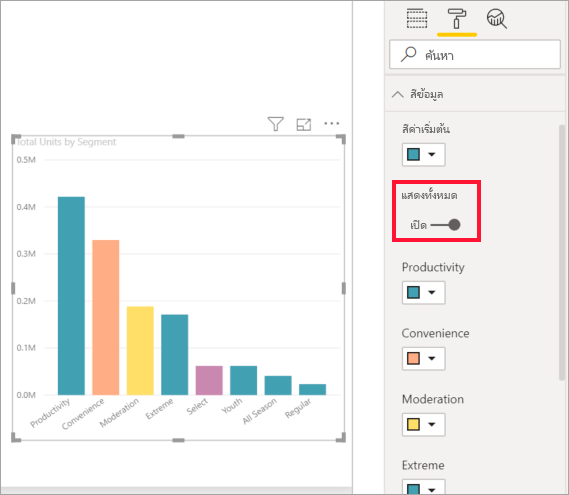 ค้นหา
สีข้อมูล
สีค่าเริ่มต้น
แสดงทั้งหมด
เปิด
Productivity
Convenience
Moderation
Extreme
Total Units by Segment
0.5M
0.4M
0.3M
0.2M
0.1M
0.0M
Productivity
Convenience
Moderation
Extreme
Select
Youth
All Season
Regular